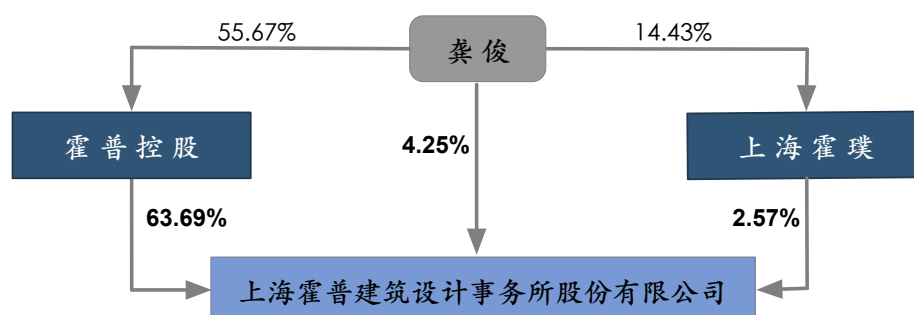 55.67%
龚俊
14.43%
霍普控股
4.25%
上海霍璞
63.69%
2.57%
上海霍普建筑设计事务所股份有限公司